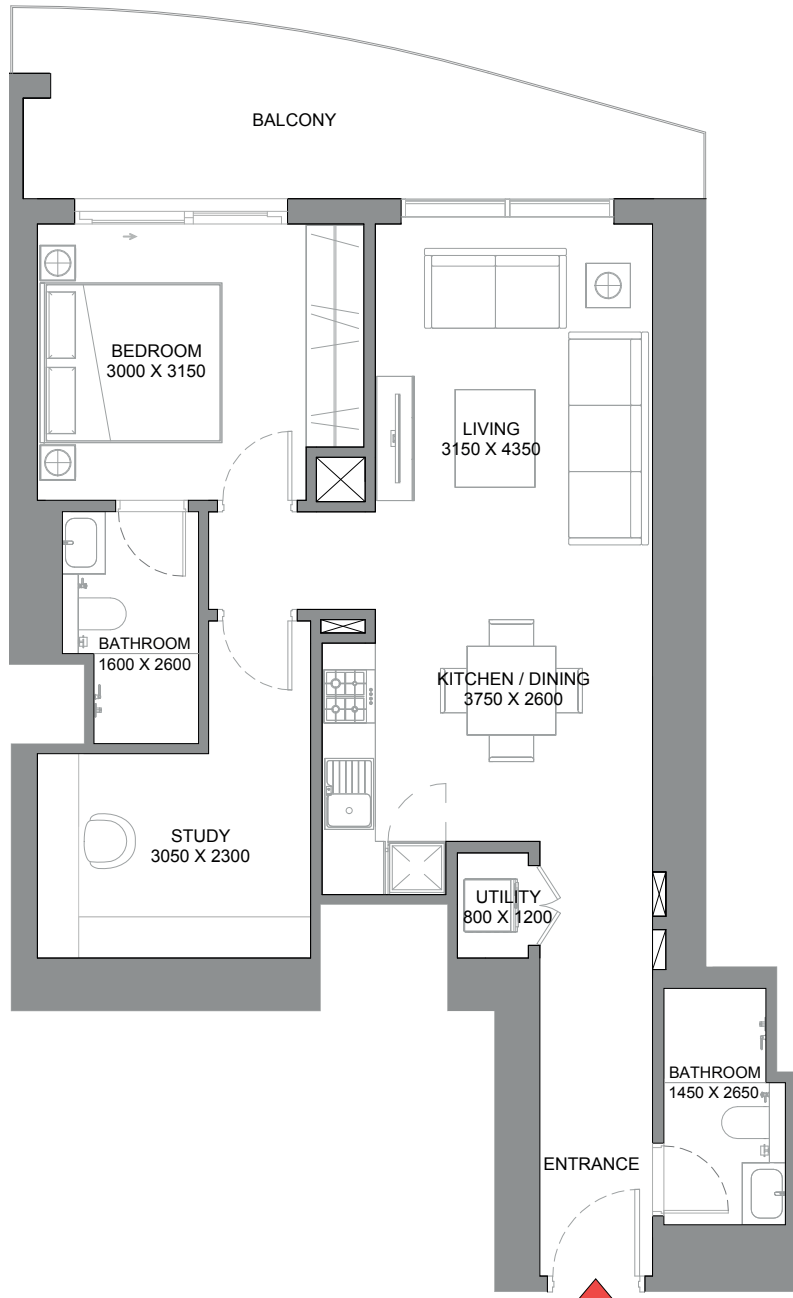 BALCONY
BEDROOM
3000 X 3150
LIVING
3150 X 4350
BATHROOM
1600 X 2600
KITCHEN / DINING
3750 X 2600
STUDY
3050 X 2300
UTILITY
800 X 1200
BATHROOM
1450 X 2650
ENTRANCE